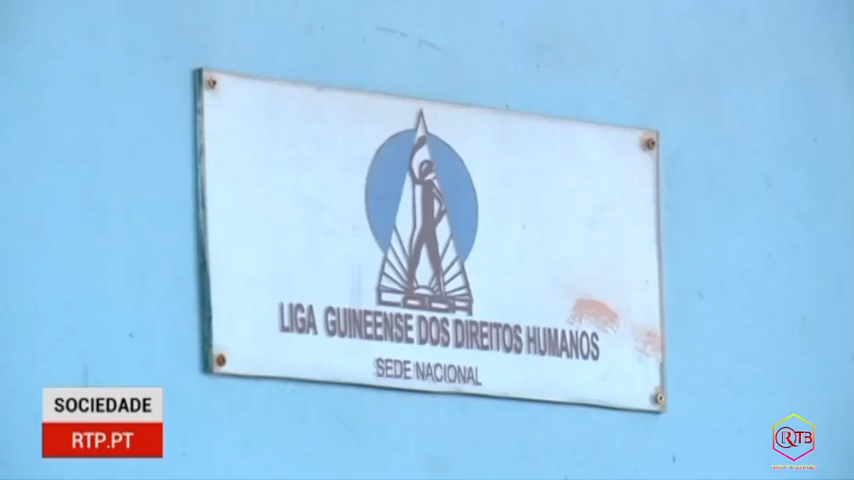 LIGA GUINEENSE DOS DIREITOS HUMANOS
SEDE NACIONAL
SOCIEDADE
RTP.PT
RTB